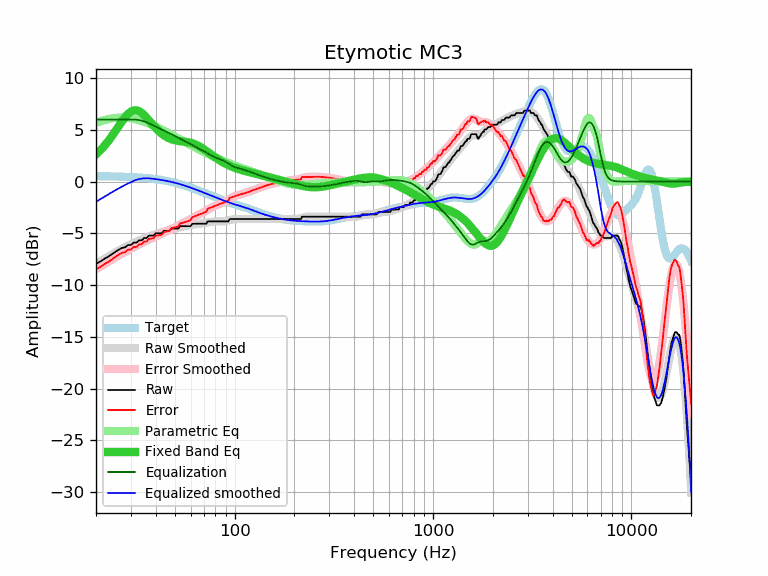 Etymotic MC3
Amplitude (dBr)
10
5
0
−5
−10
−15
−20
−25
−30
Target
Raw Smoothed
Error Smoothed
Raw
Error
Parametric Eq
Fixed Band Eq
Equalization
Equalized smoothed
100
1000
10000
Frequency (Hz)